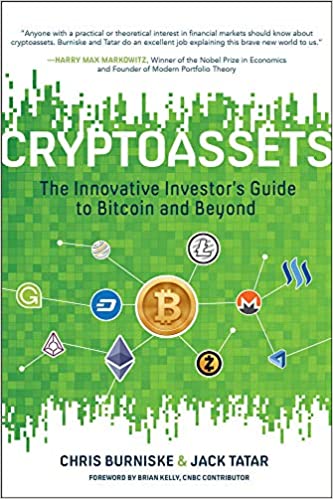 "Anyone with a practical or theoretical interest in financial markets should know about
cryptoassets. Burniske and Tatar do an excellent job explaining this brave new world to us."
—HARRY MAX MARKOWITZ, Winner of the Nobel Prize in Economics
and Founder of Modern Portfolio Theory
CRYPTOASSETS
The Innovative Investor's Guide
to Bitcoin and Beyond
CHRIS BURNISKE & JACK TATAR
FOREWORD BY BRIAN KELLY, CNBC CONTRIBUTOR